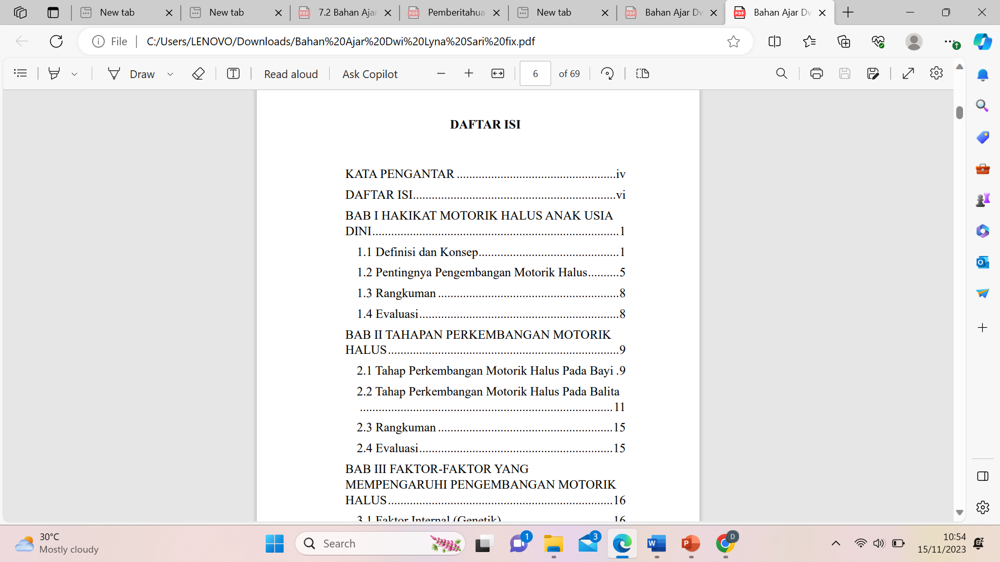 New tab
New tab
7.2 Bahan Ajar
Pemberitahua
New tab
Bahan Ajar Dw
Bahan Ajar Dw
File
C:/Users/LENOVO/Downloads/Bahan%20Ajar%20Dwi%20Lyna%20Sari%20fix.pdf
Draw
Read aloud
Ask Copilot
6
of 69
DAFTAR ISI
KATA PENGANTAR ...................................................iv
DAFTAR ISI.................................................................vi
BAB I HAKIKAT MOTORIK HALUS ANAK USIA
DINI...............................................................................1
1.1 Definisi dan Konsep.............................................1
1.2 Pentingnya Pengembangan Motorik Halus..........5
1.3 Rangkuman ..........................................................8
1.4 Evaluasi................................................................8
BAB II TAHAPAN PERKEMBANGAN MOTORIK
HALUS..........................................................................9
2.1 Tahap Perkembangan Motorik Halus Pada Bayi .9
2.2 Tahap Perkembangan Motorik Halus Pada Balita
.................................................................................11
2.3 Rangkuman ........................................................15
2.4 Evaluasi..............................................................15
BAB III FAKTOR-FAKTOR YANG
MEMPENGARUHI PENGEMBANGAN MOTORIK
HALUS........................................................................16
3.1 Faktor Internal (Genetik) 16
30°C
Mostly cloudy
Search
1
3
D
10:54
15/11/2023